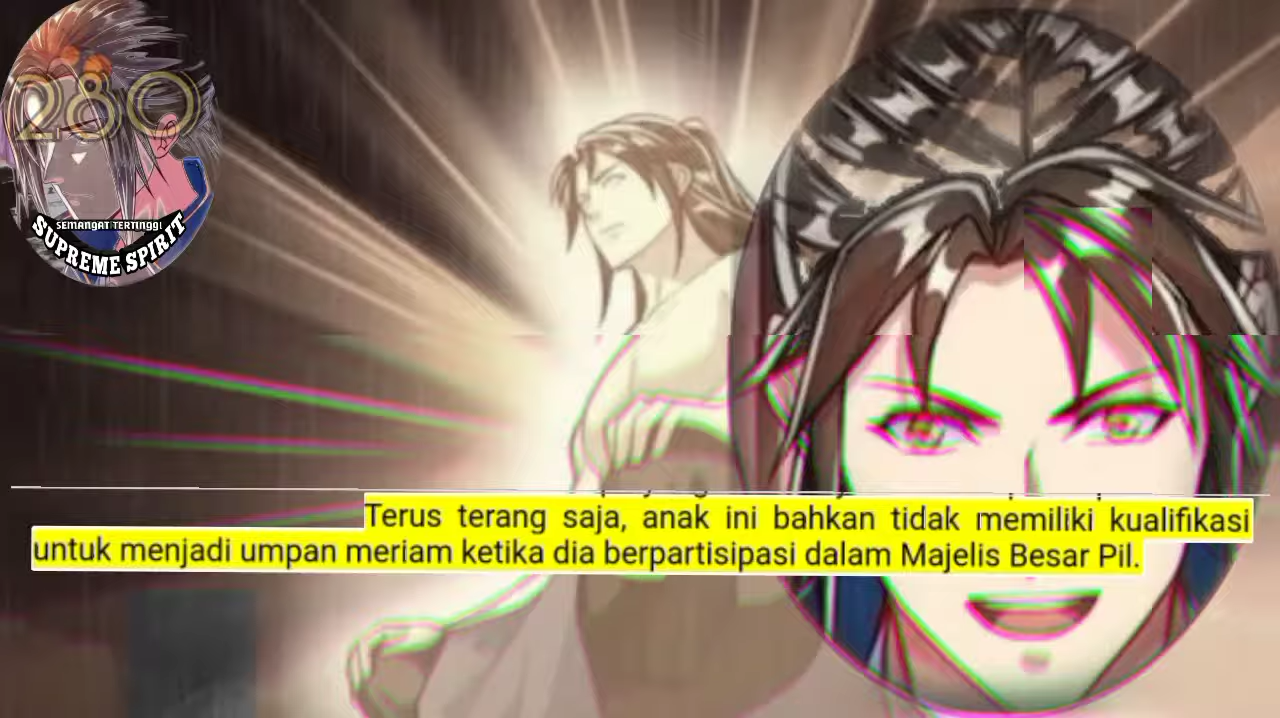 280
SEMANGAT TERTINGGI
SUPREME SPIRIT
Terus terang saja, anak ini bahkan tidak memiliki kualifikasi
untuk menjadi umpan meriam ketika dia berpartisipasi dalam Majelis Besar Pil.